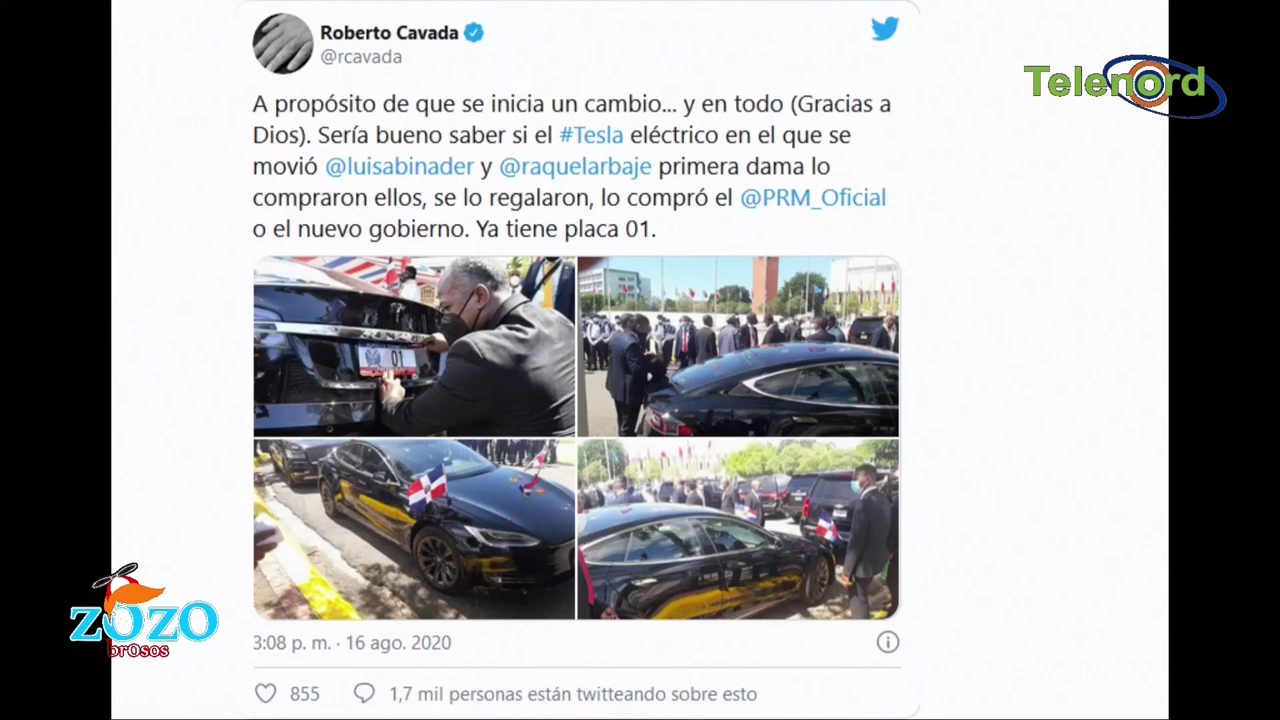 Roberto Cavada
@rcavada
Telenord
A propósito de que se inicia un cambio... y en todo (Gracias a
Dios). Sería bueno saber si el #Tesla eléctrico en el que se
movió @luisabinader y @raquelarbaje primera dama lo
compraron ellos, se lo regalaron, lo compró el @PRM_Oficial
o el nuevo gobierno. Ya tiene placa 01.
01
zozo
br0sos
3:08 p. m. · 16 ago. 2020
855
1,7 mil personas están twitteando sobre esto